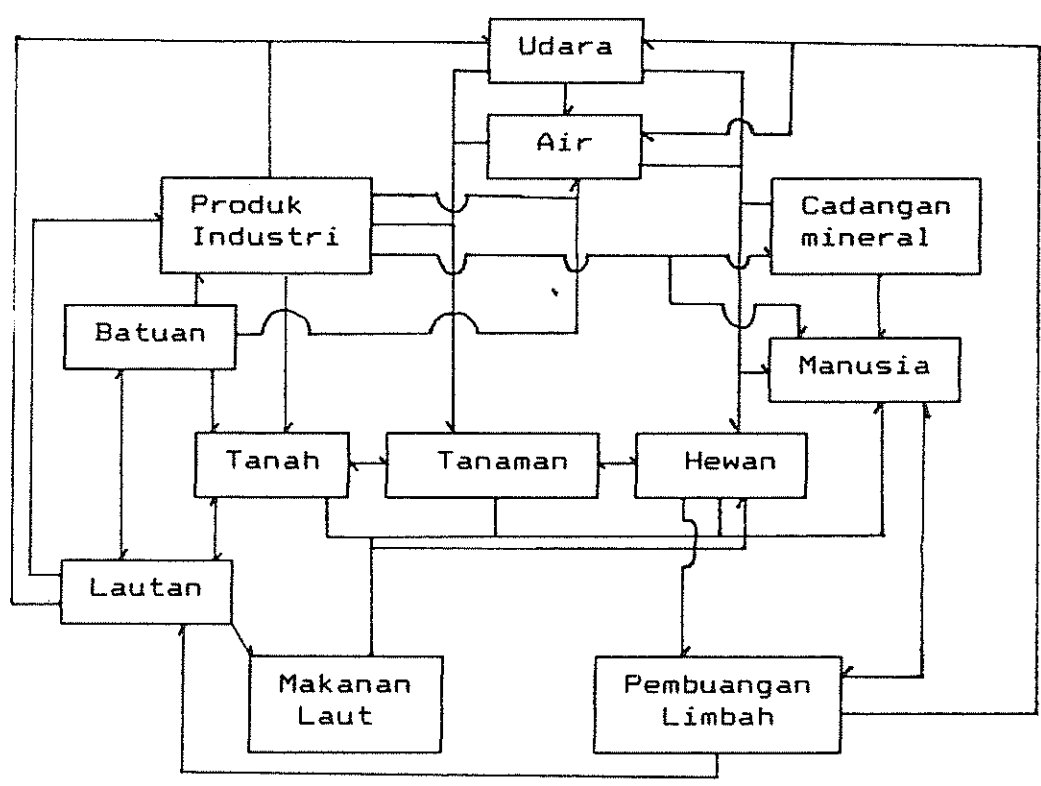 Udara
Air
Produk
Industri
Cadangan
mineral
Batuan
Manusia
Tanah
Tanaman
Hewan
Lautan
Makanan
Laut
Pembuangan
Limbah